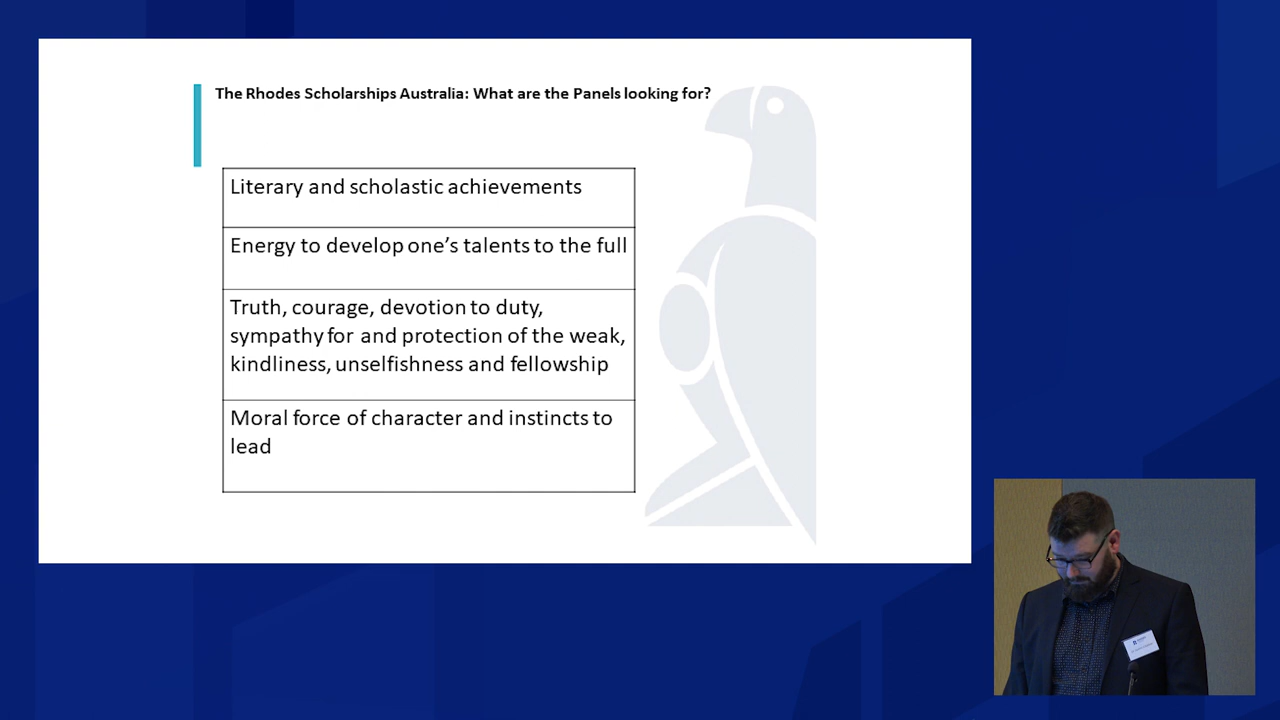 The Rhodes Scholarships Australia: What are the Panels looking for?
Literary and scholastic achievements
Energy to develop one’s talents to the full
Truth, courage, devotion to duty,
sympathy for and protection of the weak,
kindliness, unselfishness and fellowship
Moral force of character and instincts to
lead